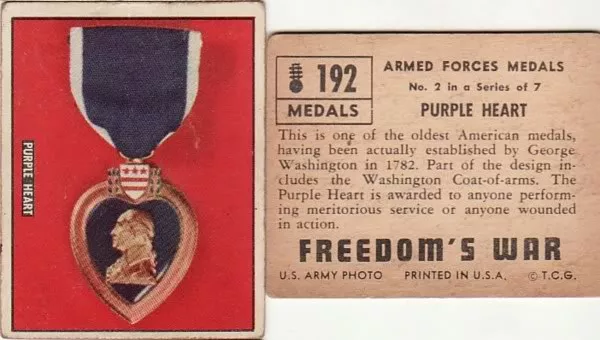 PURPLE HEART
192
MEDALS
ARMED FORCES MEDALS
No. 2 in a Series of 7
PURPLE HEART
This is one of the oldest American medals,
having been actually established by George
Washington in 1782. Part of the design in-
cludes the Washington Coat-of-arms. The
Purple Heart is awarded to anyone perform-
ing meritorious service or anyone wounded
in action.
FREEDOM'S WAR
U.S. ARMY PHOTO PRINTED IN U.S.A. © T.C.G.